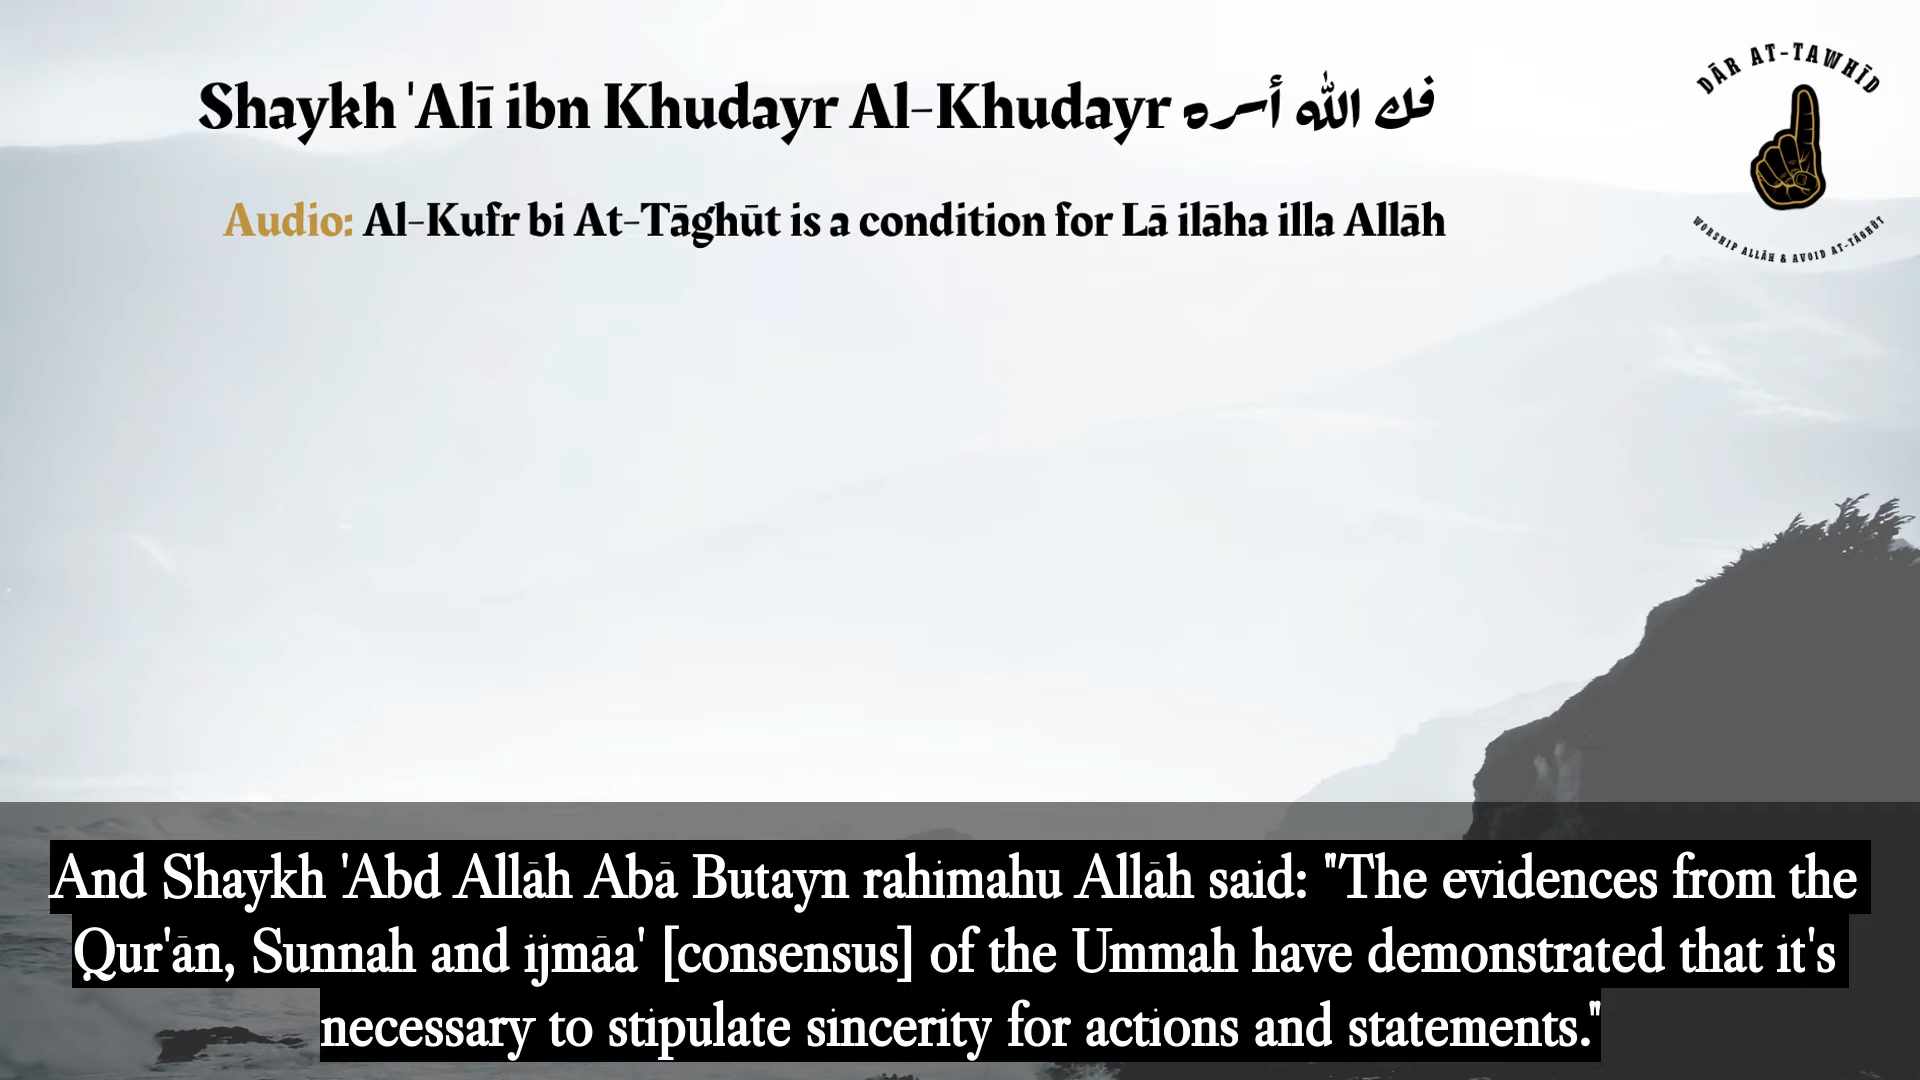 Shaykh 'Alī ibn Khudayr Al-Khudayr فك الله أسره
Audio: Al-Kufr bi At-Tāghūt is a condition for Lā ilāha illa Allāh
DĀR AT-TAWHĪD
WORSHIP ALLĀH & AVOID AT-TĀGHŪT
And Shaykh 'Abd Allāh Abā Butayn rahimahu Allāh said: "The evidences from the
Qur'ān, Sunnah and ijmāa' [consensus] of the Ummah have demonstrated that it's
necessary to stipulate sincerity for actions and statements."